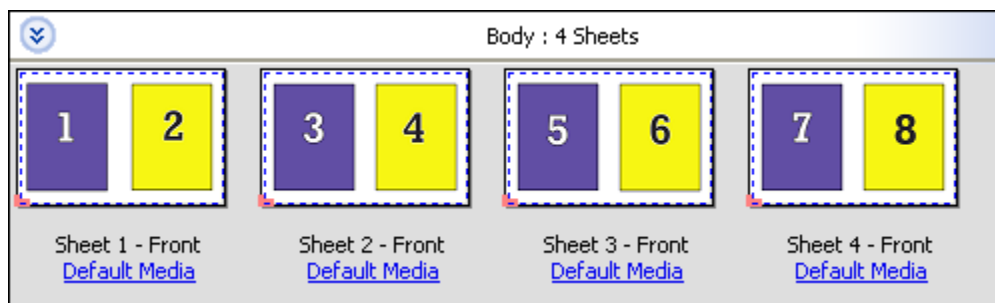 Body : 4 Sheets
1 2 3 4 5 6 7 8
Sheet 1 - Front Sheet 2 - Front Sheet 3 - Front Sheet 4 - Front
Default Media Default Media Default Media Default Media